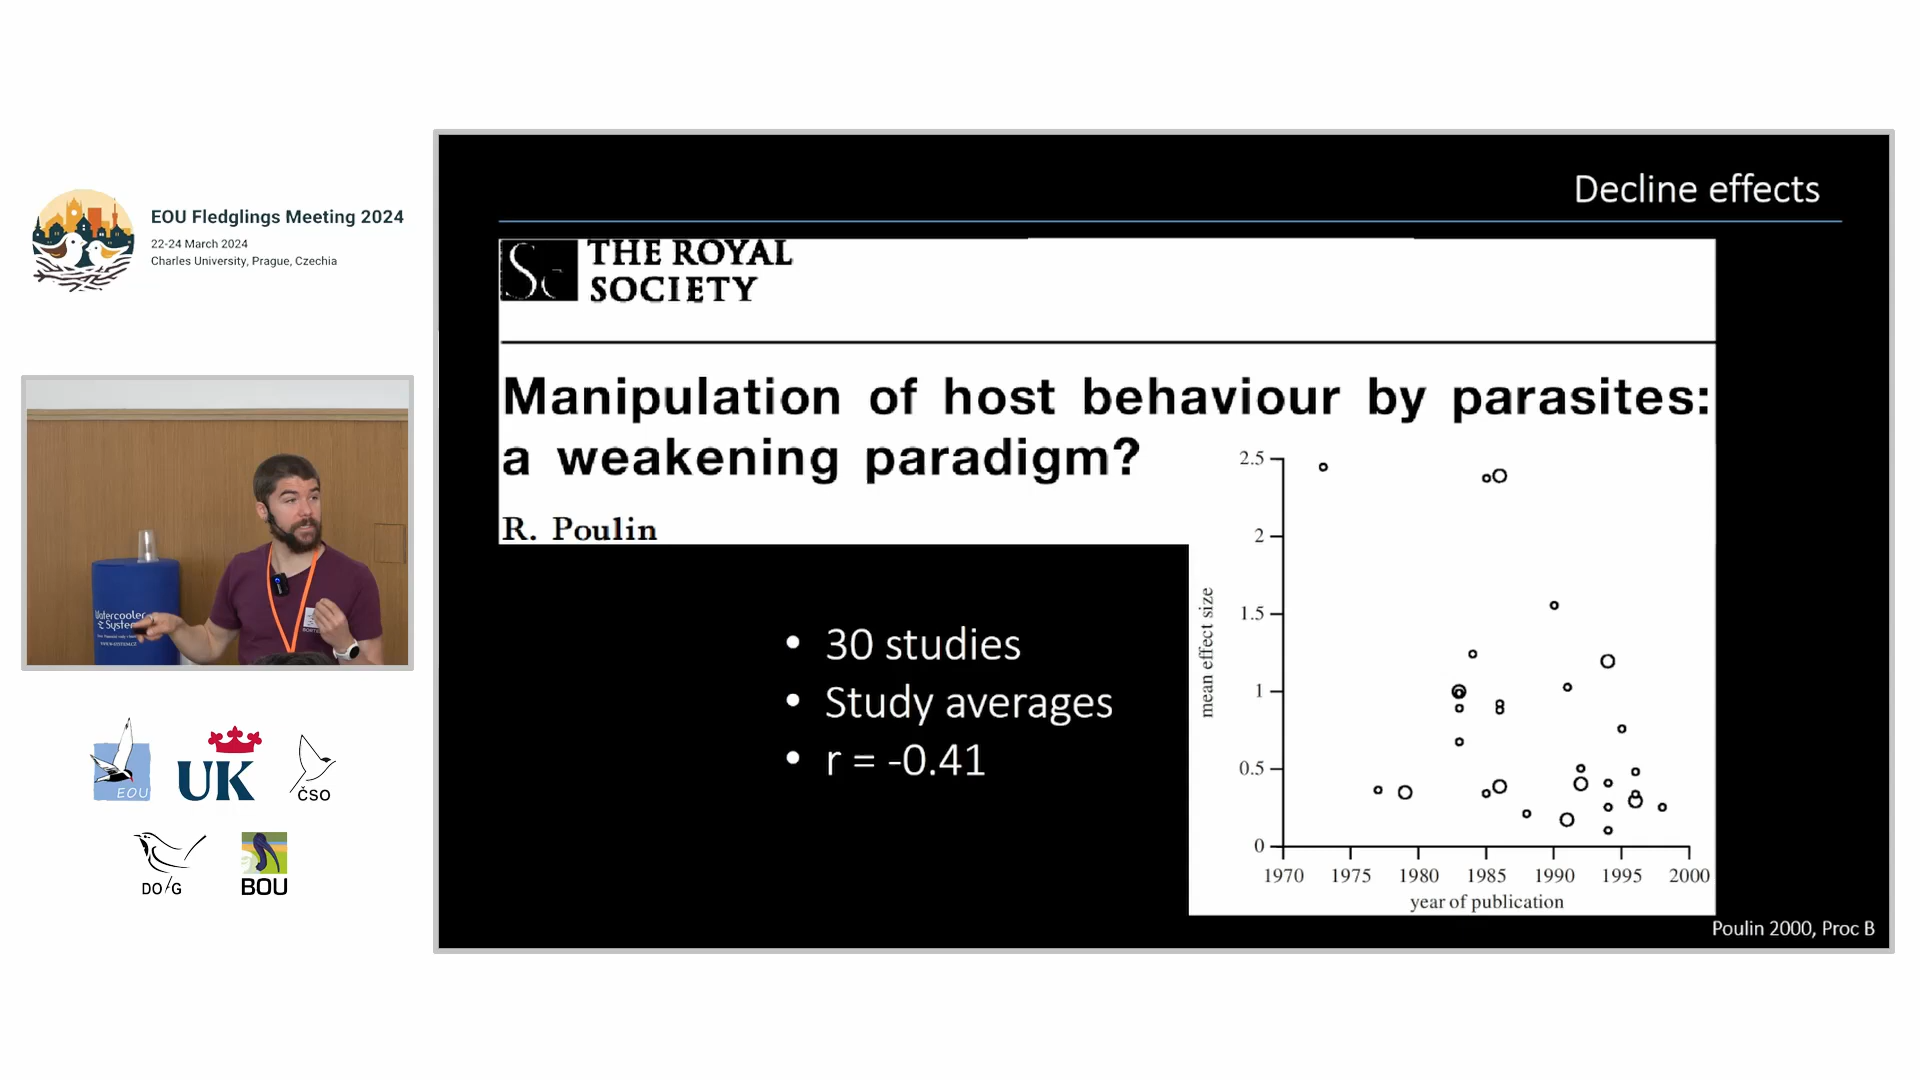 EOU Fledglings Meeting 2024
22-24 March 2024
Charles University, Prague, Czechia
Watercooler
Syste
EOU
UK
ČSO
DO/G
BOU
Decline effects
THE ROYAL
SOCIETY
Manipulation of host behaviour by parasites:
a weakening paradigm?
R. Poulin
• 30 studies
• Study averages
• r = -0.41
mean effect size
2.5
2
1.5
1
0.5
0
1970 1975 1980 1985 1990 1995 2000
year of publication
Poulin 2000, Proc B